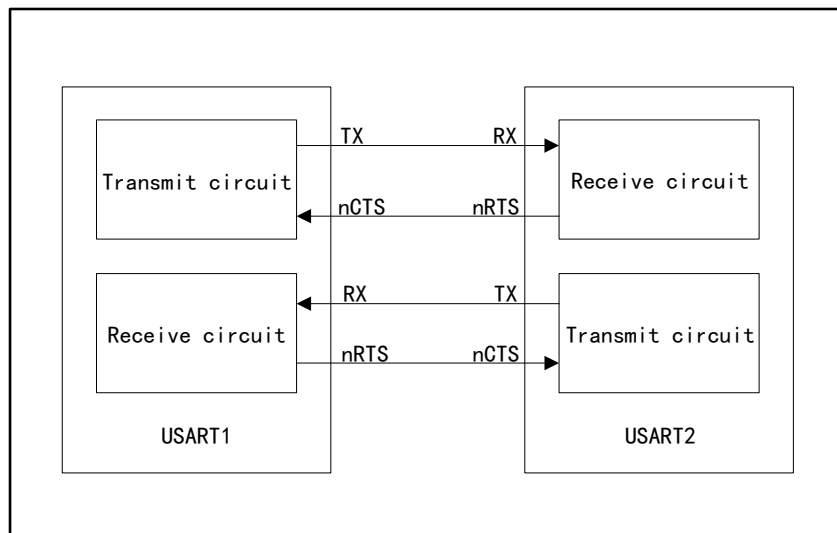 TX RX
Transmit circuit Receive circuit
nCTS nRTS
RX TX
Receive circuit Transmit circuit
nRTS nCTS
USART1 USART2